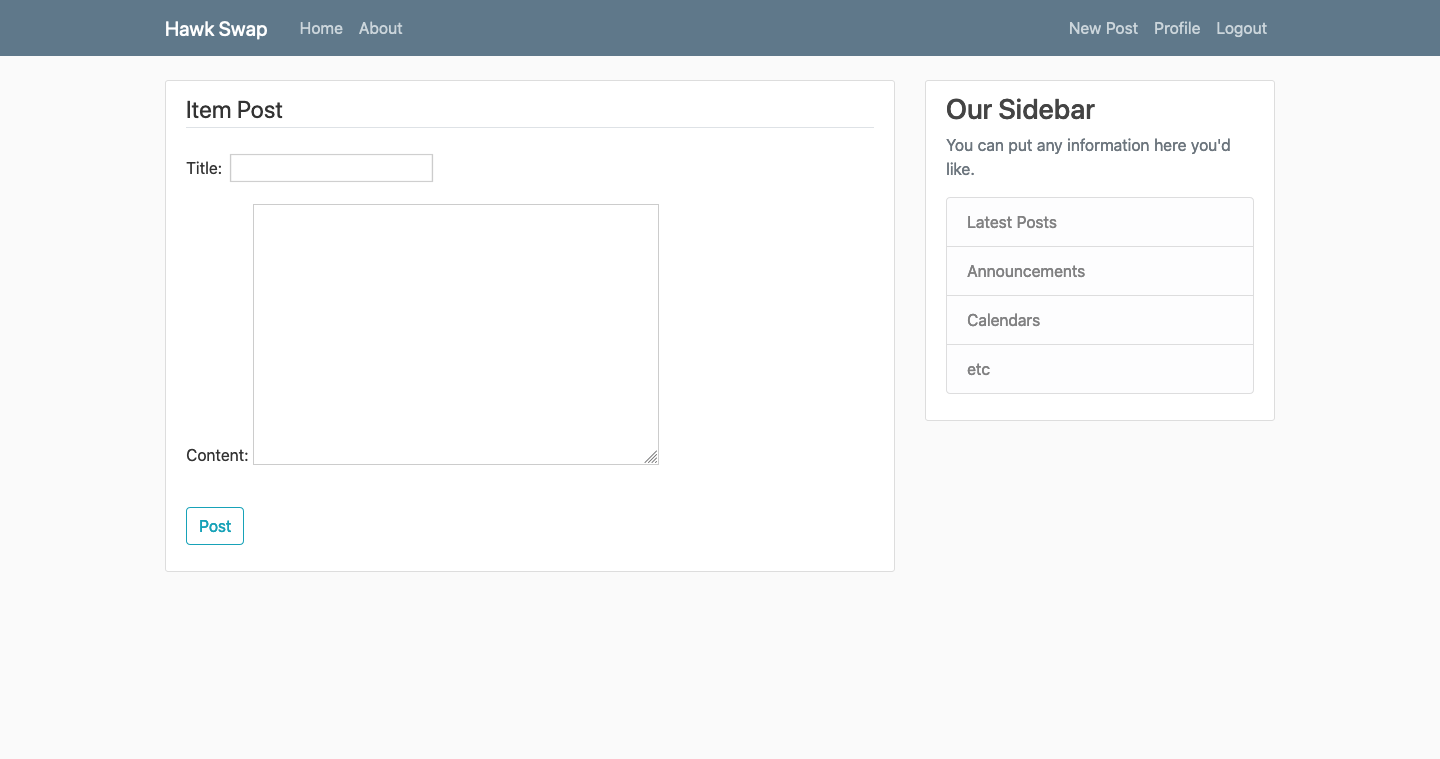 Hawk Swap Home About New Post Profile Logout
Item Post
Title:
Content:
Post
Our Sidebar
You can put any information here you'd
like.
Latest Posts
Announcements
Calendars
etc